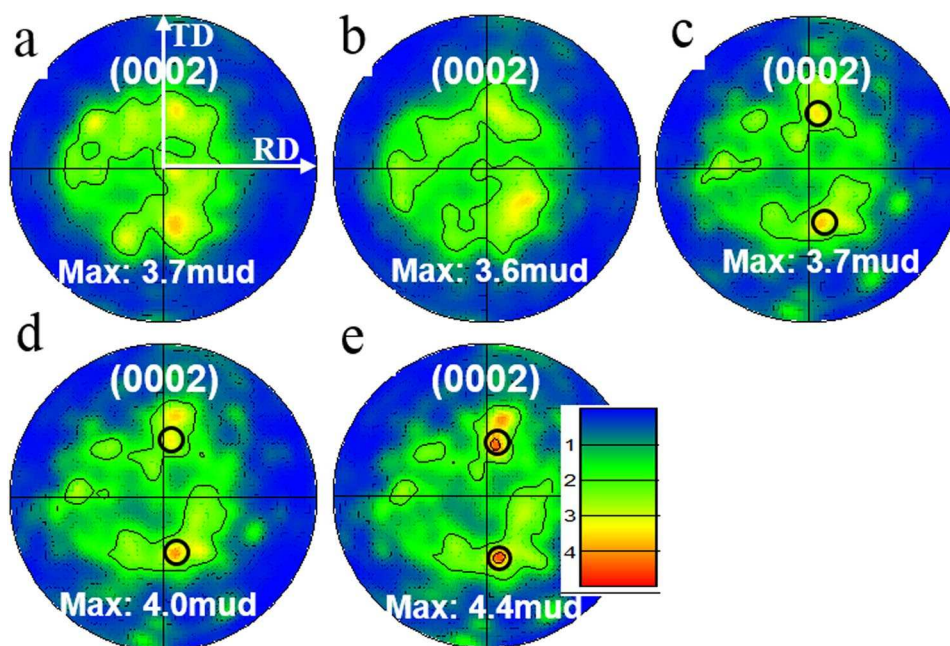 a
TD
(0002)
RD
Max: 3.7mud
b
(0002)
Max: 3.6mud
c
(0002)
Max: 3.7mud
d
(0002)
Max: 4.0mud
e
(0002)
Max: 4.4mud
1
2
3
4